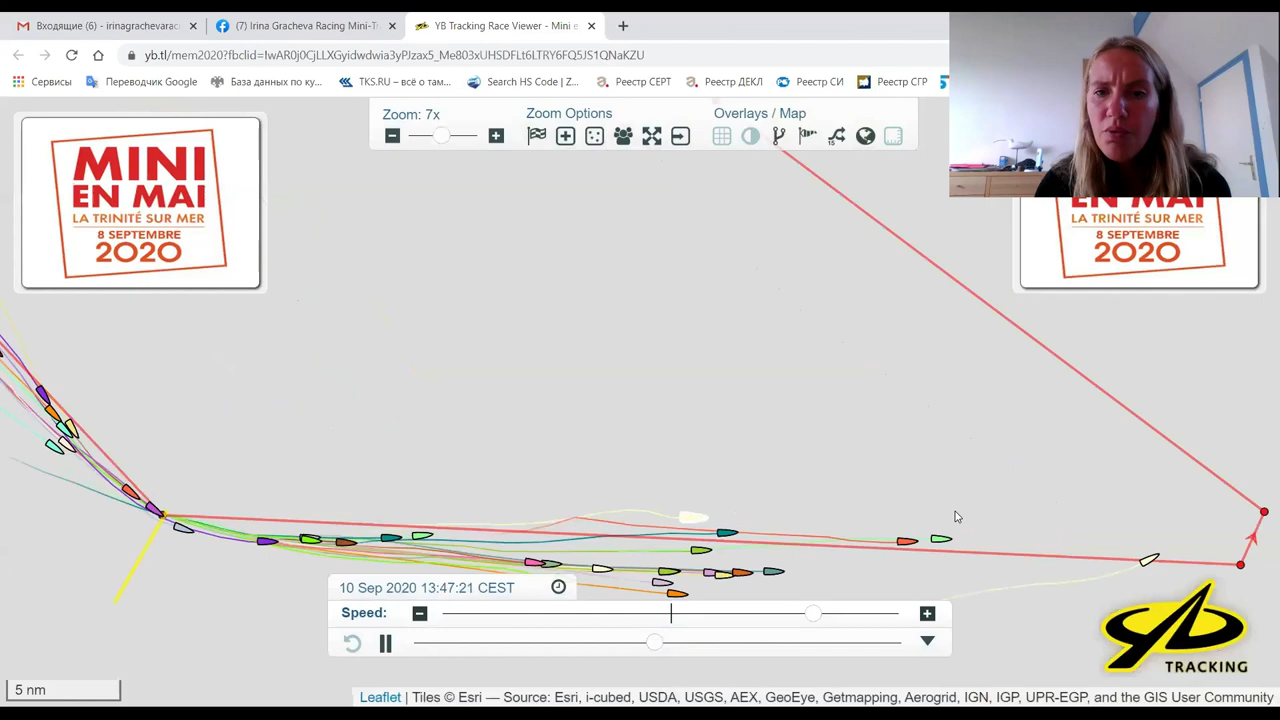 Входящие (6) - irinagrachevarac
(7) Irina Gracheva Racing Mini-Tr
YB Tracking Race Viewer - Mini e
yb.tl/mem2020?fbclid=IwAR0j0CjLLXGyidwdwia3yPJzax5_Me803xUHSDFLt6LTRY6FQ5JS1QNaKZU
Сервисы
Переводчик Google
База данных по ку...
TKS.RU – всё о там...
Search HS Code | Z...
Реестр СЕРТ
Реестр ДЕКЛ
Реестр СИ
Реестр СГР
Zoom: 7x
Zoom Options
Overlays / Map
15
MINI
EN MAI
LA TRINITÉ SUR MER
8 SEPTEMBRE
2020
EN MAI
LA TRINITÉ SUR MER
8 SEPTEMBRE
2020
10 Sep 2020 13:47:21 CEST
Speed:
TRACKING
5 nm
Leaflet | Tiles © Esri — Source: Esri, i-cubed, USDA, USGS, AEX, GeoEye, Getmapping, Aerogrid, IGN, IGP, UPR-EGP, and the GIS User Community